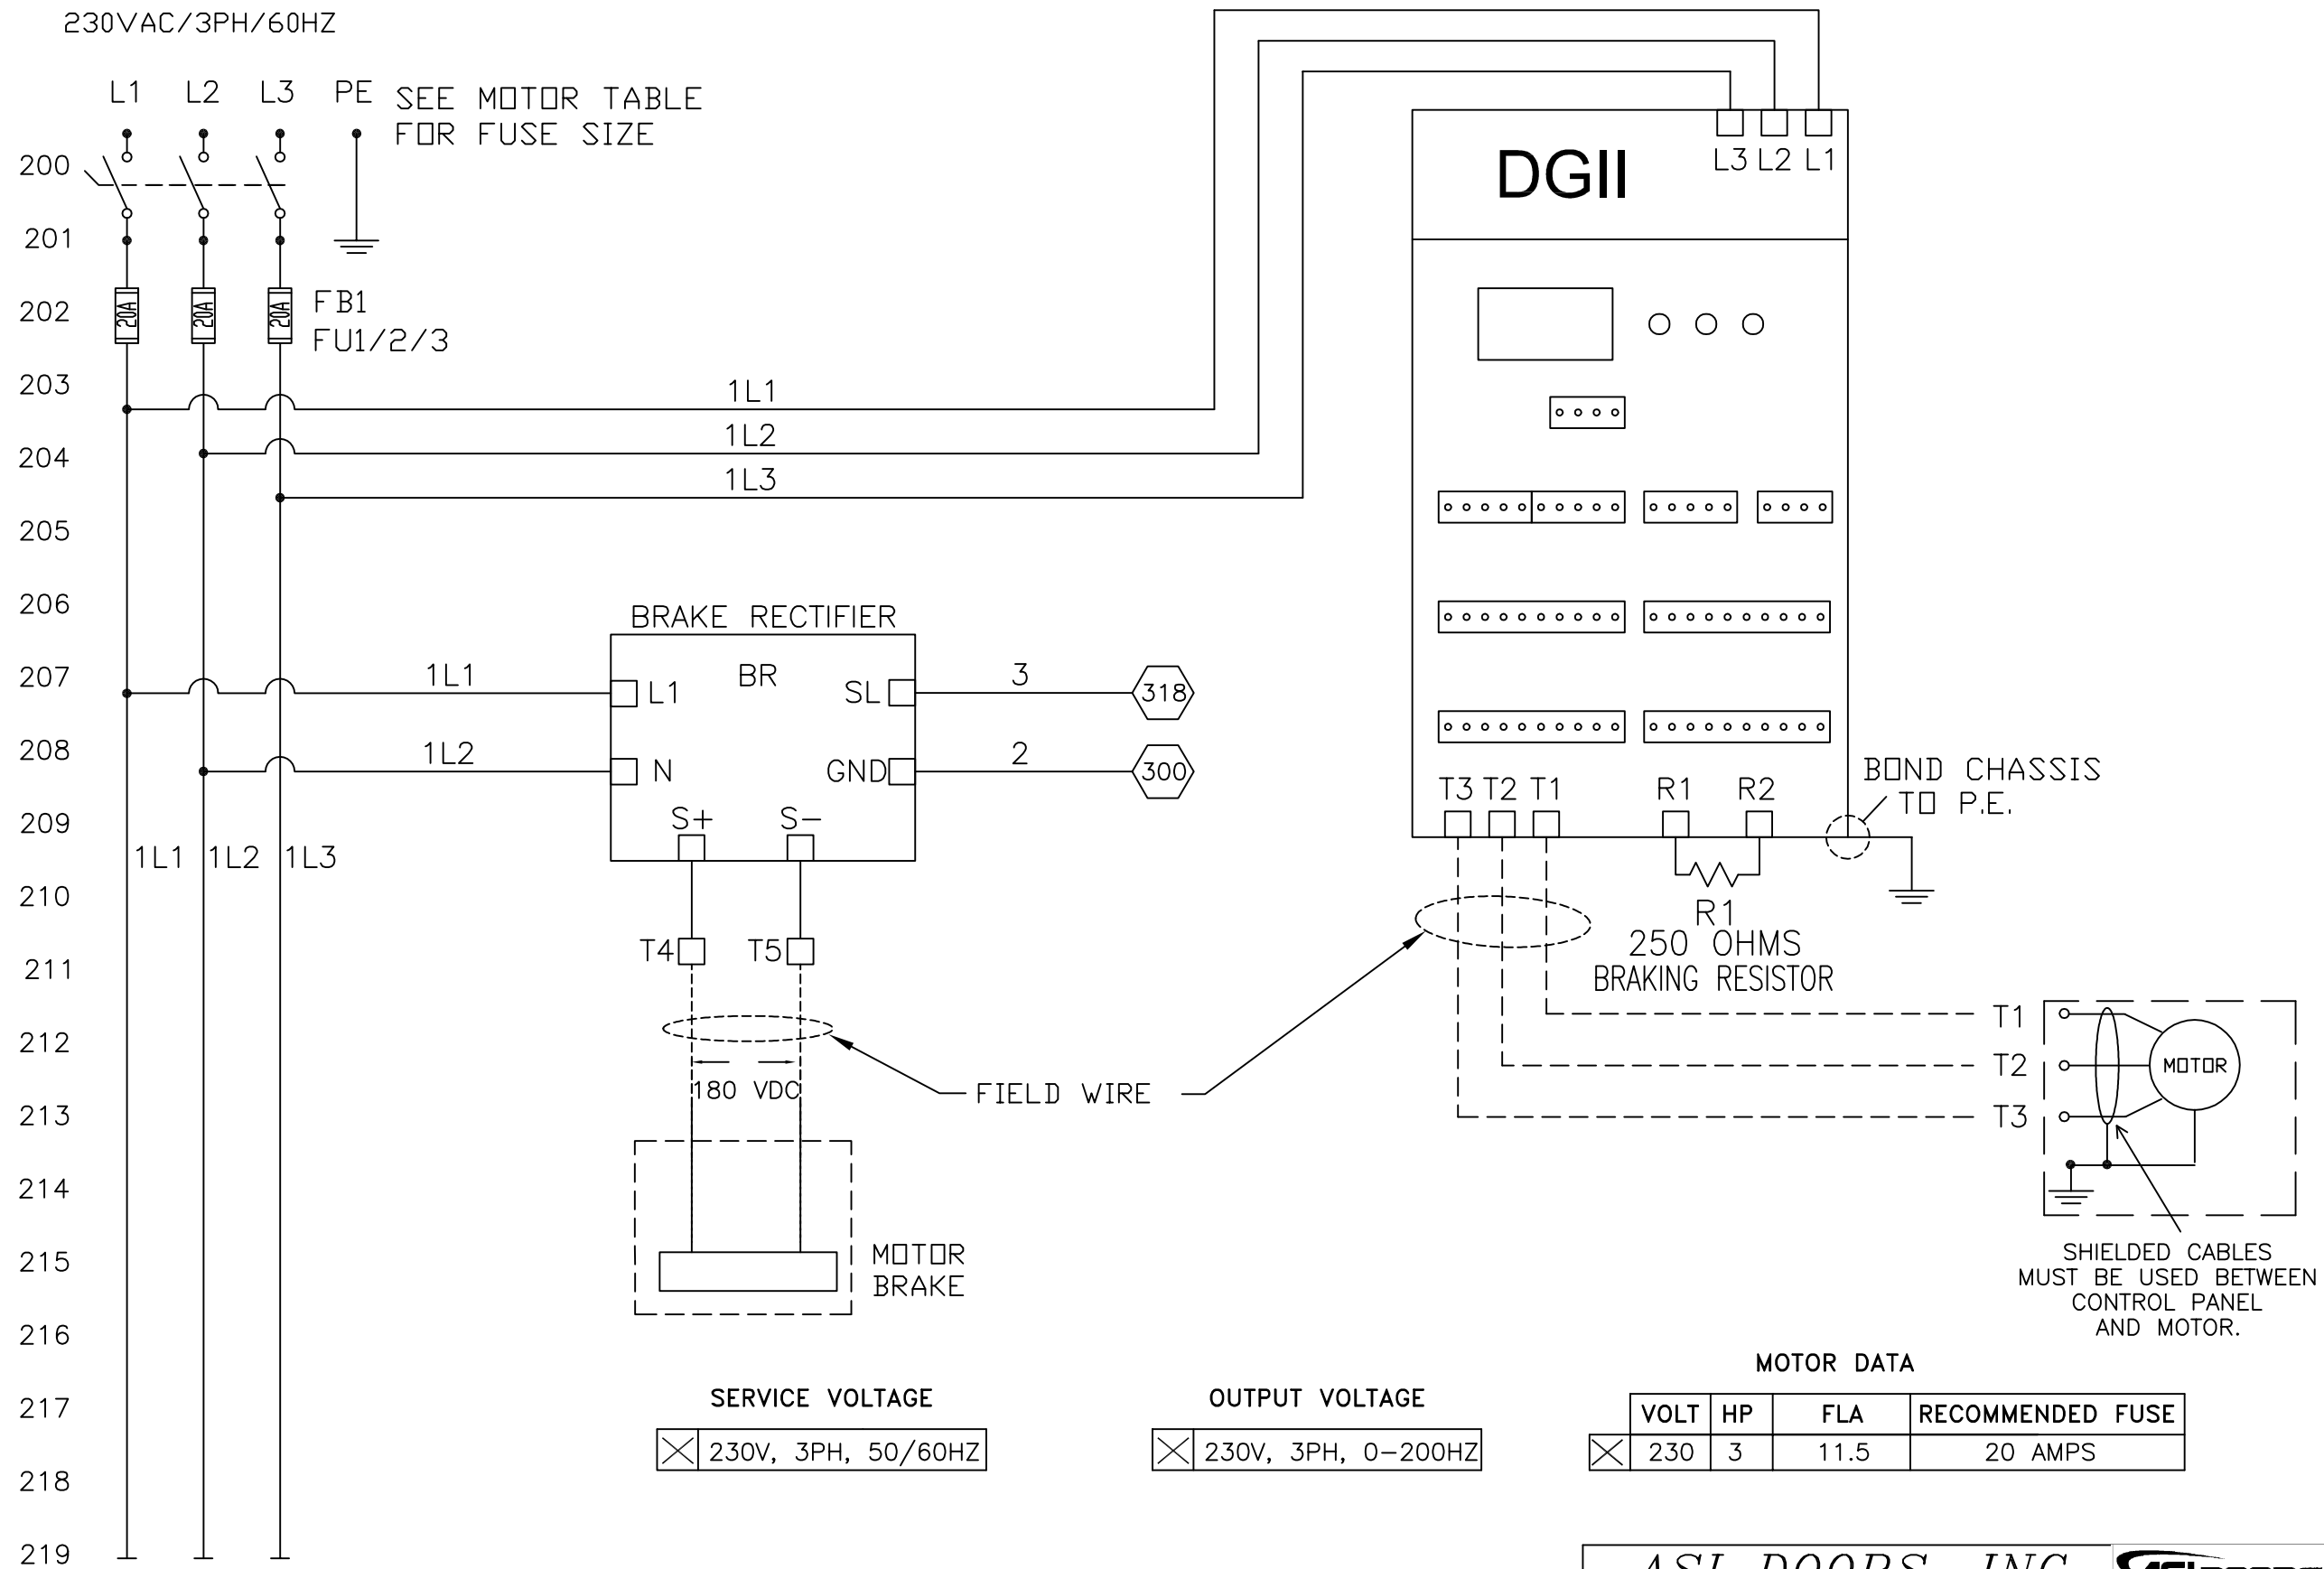 230VAC/3PH/60HZ
L1 L2 L3 PE
SEE MOTOR TABLE
FOR FUSE SIZE
200
201
202
203
204
205
206
207
208
209
210
211
212
213
214
215
216
217
218
219
20A 20A 20A
FB1
FU1/2/3
1L1
1L2
1L3
DGII
L3 L2 L1
BRAKE RECTIFIER
BR
1L1
L1
SL
3
318
1L2
N
GND
2
300
S+ S-
1L1 1L2 1L3
T4 T5
180 VDC
FIELD WIRE
MOTOR
BRAKE
T3 T2 T1 R1 R2
BOND CHASSIS
TO P.E.
R1
250 OHMS
BRAKING RESISTOR
T1
T2
T3
MOTOR
SHIELDED CABLES
MUST BE USED BETWEEN
CONTROL PANEL
AND MOTOR.
SERVICE VOLTAGE
230V, 3PH, 50/60HZ
OUTPUT VOLTAGE
230V, 3PH, 0-200HZ
MOTOR DATA
VOLT HP FLA RECOMMENDED FUSE
230 3 11.5 20 AMPS
ASI DOORS, INC